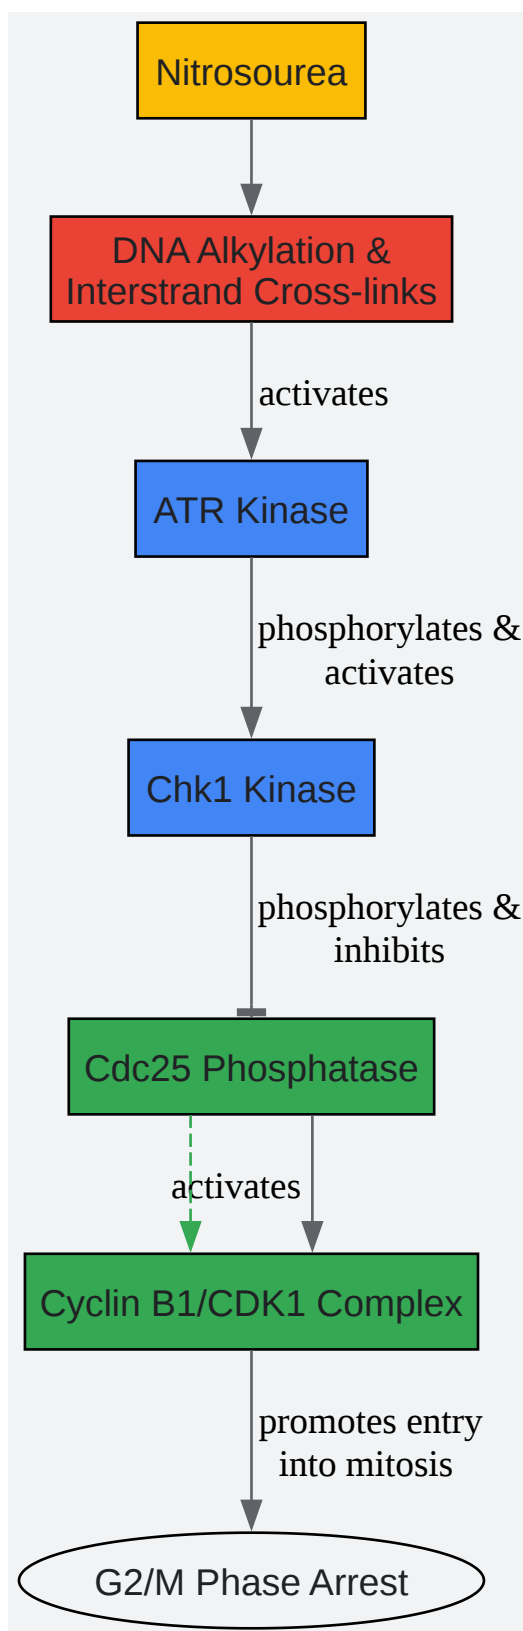 Nitrosourea
DNA Alkylation &
Interstrand Cross-links
activates
ATR Kinase
phosphorylates &
activates
Chk1 Kinase
phosphorylates &
inhibits
Cdc25 Phosphatase
activates
Cyclin B1/CDK1 Complex
promotes entry
into mitosis
G2/M Phase Arrest